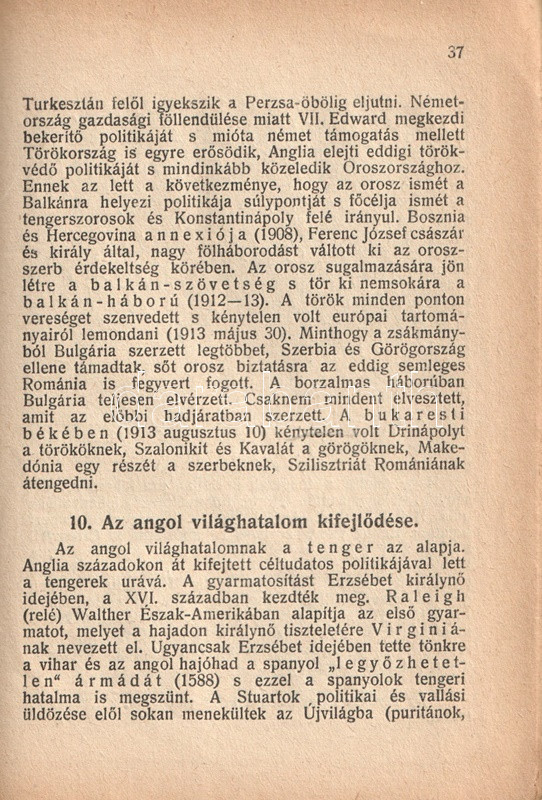 37
Turkesztán felől igyekszik a Perzsa-öbölig eljutni. Német-
ország gazdasági föllendülése miatt VII. Edward megkezdi
bekerítő politikáját s mióta német támogatás mellett
Törökország is egyre erősödik, Anglia elejti eddigi török-
védő politikáját s mindinkább közeledik Oroszországhoz.
Ennek az lett a következménye, hogy az orosz ismét a
Balkánra helyezi politikája súlypontját s főcélja ismét a
tengerszorosok és Konstantinápoly felé irányul. Bosznia
és Hercegovina annexiója (1908), Ferenc József császár
és király által, nagy fölháborodást váltott ki az orosz-
szerb érdekeltség körében. Az orosz sugalmazására jön
létre a balkán-szövetség s tör ki nemsokára a
balkán-háború (1912—13). A török minden ponton
vereséget szenvedett s kénytelen volt európai tartomá-
nyairól lemondani (1913 május 30). Minthogy a zsákmány-
ból Bulgária szerzett legtöbbet, Szerbia és Görögország
ellene támadtak, sőt orosz biztatásra az eddig semleges
Románia is fegyvert fogott. A borzalmas háborúban
Bulgária teljesen elvérzett. Csaknem mindent elvesztett,
amit az előbbi hadjáratban szerzett. A bukaresti
békében (1913 augusztus 10) kénytelen volt Drinápolyt
a törököknek, Szalonikit és Kavalát a görögöknek, Make-
dónia egy részét a szerbeknek, Szilisztriát Romániának
átengedni.
10. Az angol világhatalom kifejlődése.
Az angol világhatalomnak a tenger az alapja.
Anglia századokon át kifejtett céltudatos politikájával lett
a tengerek urává. A gyarmatosítást Erzsébet királynő
idejében, a XVI. században kezdték meg. Raleigh
(relé) Walther Észak-Amerikában alapítja az első gyar-
matot, melyet a hajadon királynő tiszteletére Virginiá-
nak nevezett el. Ugyancsak Erzsébet idejében tette tönkre
a vihar és az angol hajóhad a spanyol „legyőzhetet-
len" ármádát (1588) s ezzel a spanyolok tengeri
hatalma is megszünt. A Stuartok politikai és vallási
üldözése elől sokan menekültek az Újvilágba (puritánok,